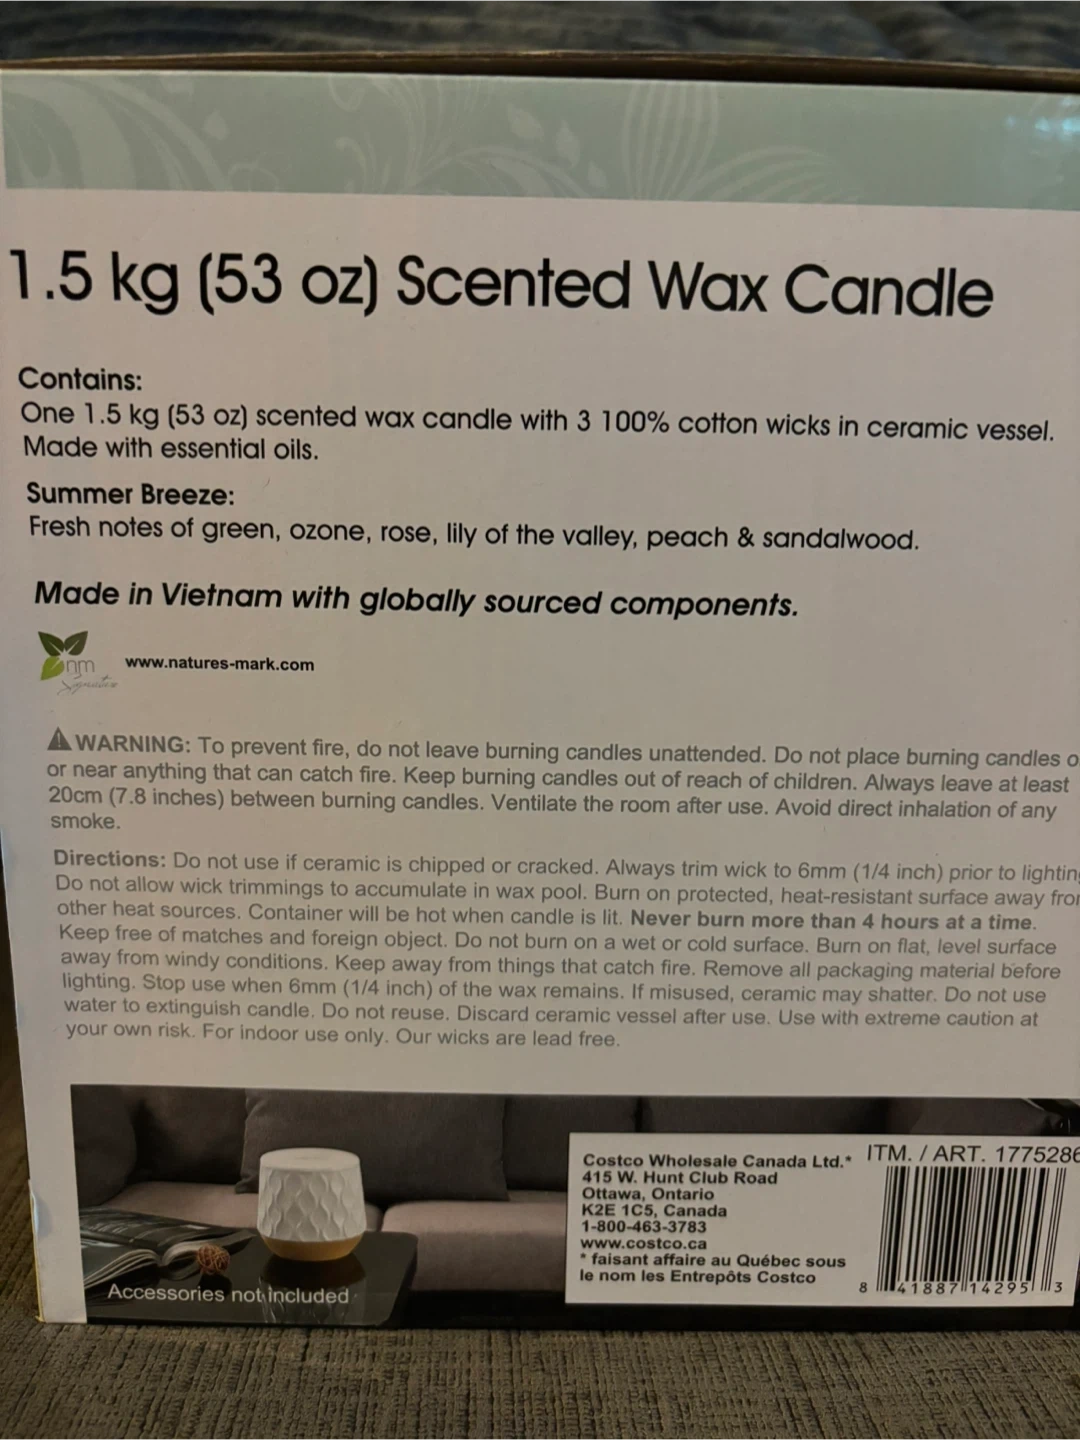 1.5 kg (53 oz) Scented Wax Candle
Contains:
One 1.5 kg (53 oz) scented wax candle with 3 100% cotton wicks in ceramic vessel.
Made with essential oils.
Summer Breeze:
Fresh notes of green, ozone, rose, lily of the valley, peach & sandalwood.
Made in Vietnam with globally sourced components.
nm
Signature
www.natures-mark.com
WARNING: To prevent fire, do not leave burning candles unattended. Do not place burning candles o
or near anything that can catch fire. Keep burning candles out of reach of children. Always leave at least
20cm (7.8 inches) between burning candles. Ventilate the room after use. Avoid direct inhalation of any
smoke.
Directions: Do not use if ceramic is chipped or cracked. Always trim wick to 6mm (1/4 inch) prior to lighting
Do not allow wick trimmings to accumulate in wax pool. Burn on protected, heat-resistant surface away from
other heat sources. Container will be hot when candle is lit. Never burn more than 4 hours at a time.
Keep free of matches and foreign object. Do not burn on a wet or cold surface. Burn on flat, level surface
away from windy conditions. Keep away from things that catch fire. Remove all packaging material before
lighting. Stop use when 6mm (1/4 inch) of the wax remains. If misused, ceramic may shatter. Do not use
water to extinguish candle. Do not reuse. Discard ceramic vessel after use. Use with extreme caution at
your own risk. For indoor use only. Our wicks are lead free.
Accessories not included
Costco Wholesale Canada Ltd.*
415 W. Hunt Club Road
Ottawa, Ontario
K2E 1C5, Canada
1-800-463-3783
www.costco.ca
* faisant affaire au Québec sous
le nom les Entrepôts Costco
ITM. / ART. 1775286
8 41887 14295 3